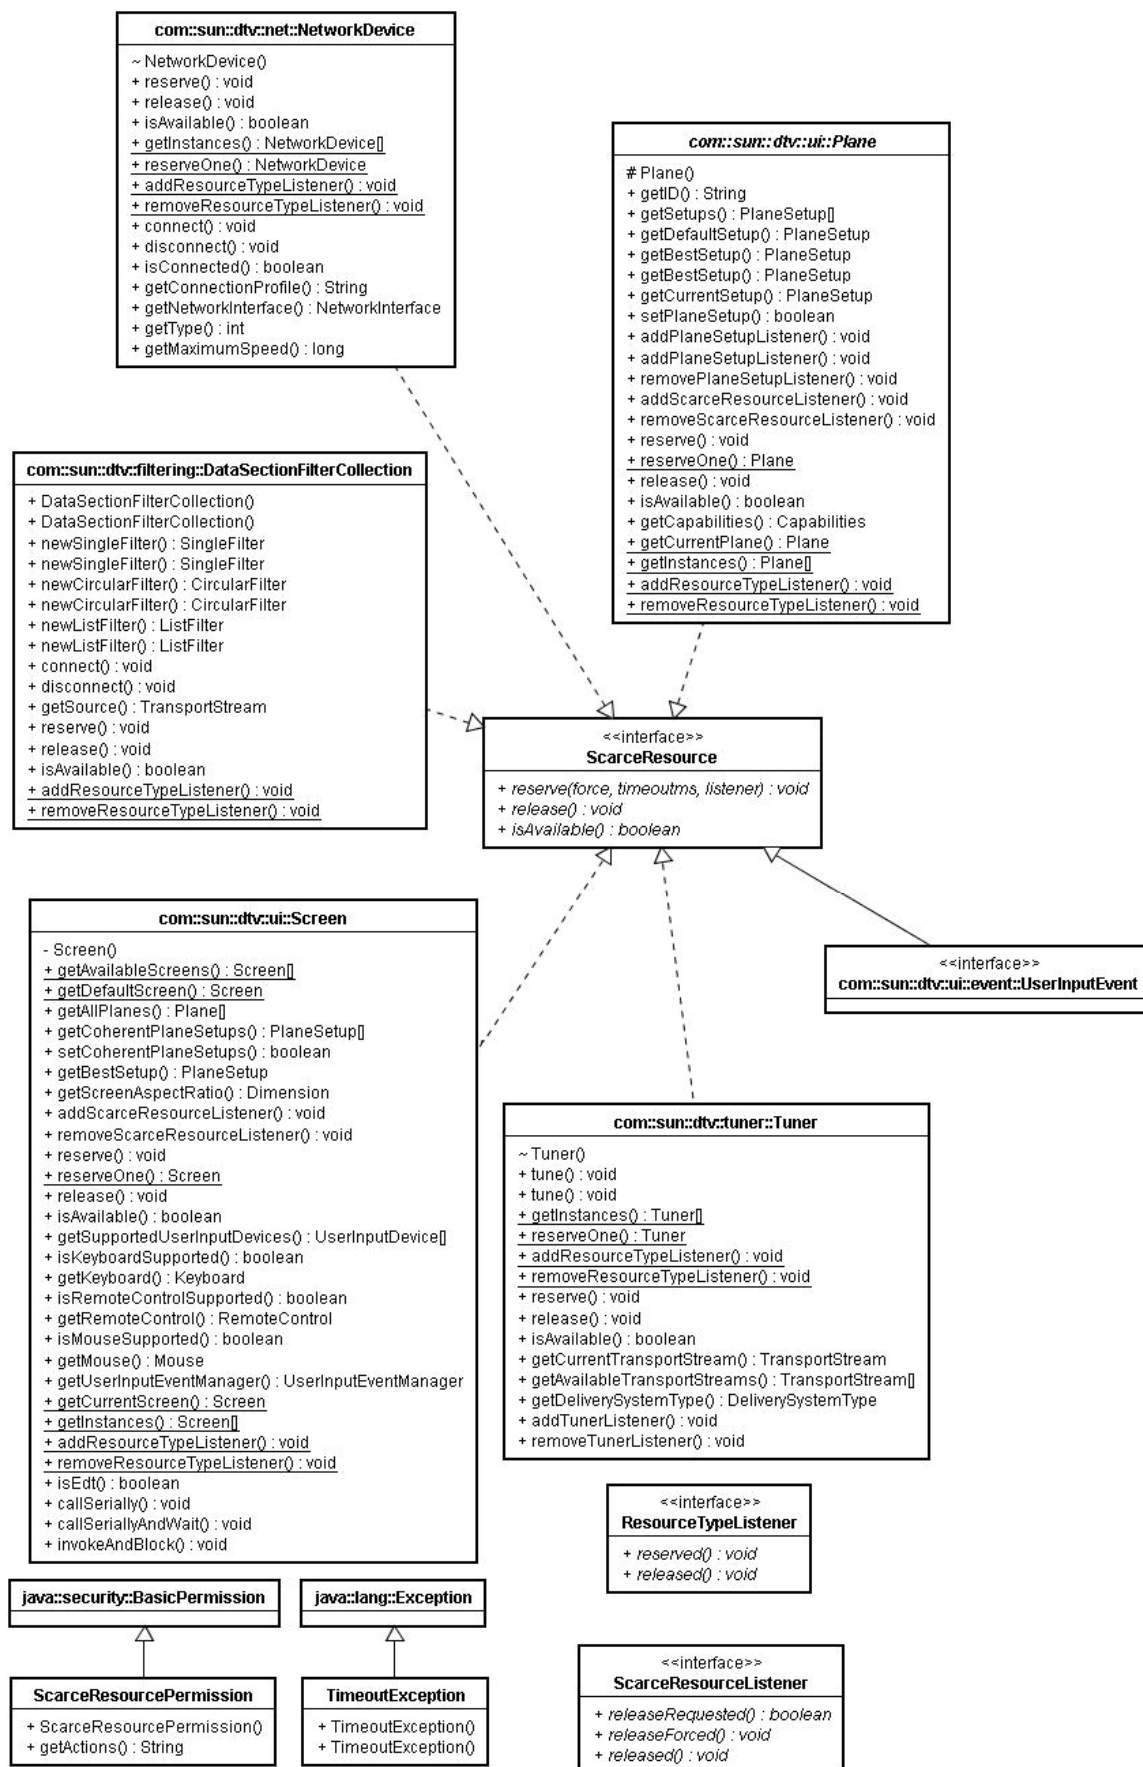 com::sun::dtv::net::NetworkDevice
~ NetworkDevice()
+ reserve() : void
+ release() : void
+ isAvailable() : boolean
+ getInstances() : NetworkDevice[]
+ reserveOne() : NetworkDevice
+ addResourceTypeListener() : void
+ removeResourceTypeListener() : void
+ connect() : void
+ disconnect() : void
+ isConnected() : boolean
+ getConnectionProfile() : String
+ getNetworkInterface() : NetworkInterface
+ getType() : int
+ getMaximumSpeed() : long
com::sun::dtv::ui::Plane
# Plane()
+ getID() : String
+ getSetups() : PlaneSetup[]
+ getDefaultSetup() : PlaneSetup
+ getBestSetup() : PlaneSetup
+ getBestSetup() : PlaneSetup
+ getCurrentSetup() : PlaneSetup
+ setPlaneSetup() : boolean
+ addPlaneSetupListener() : void
+ addPlaneSetupListener() : void
+ removePlaneSetupListener() : void
+ addScarceResourceListener() : void
+ removeScarceResourceListener() : void
+ reserve() : void
+ reserveOne() : Plane
+ release() : void
+ isAvailable() : boolean
+ getCapabilities() : Capabilities
+ getCurrentPlane() : Plane
+ getInstances() : Plane[]
+ addResourceTypeListener() : void
+ removeResourceTypeListener() : void
com::sun::dtv::filtering::DataSectionFilterCollection
+ DataSectionFilterCollection()
+ DataSectionFilterCollection()
+ newSingleFilter() : SingleFilter
+ newSingleFilter() : SingleFilter
+ newCircularFilter() : CircularFilter
+ newCircularFilter() : CircularFilter
+ newListFilter() : ListFilter
+ newListFilter() : ListFilter
+ connect() : void
+ disconnect() : void
+ getSource() : TransportStream
+ reserve() : void
+ release() : void
+ isAvailable() : boolean
+ addResourceTypeListener() : void
+ removeResourceTypeListener() : void
<<interface>>
ScarceResource
+ reserve(force, timeoutms, listener) : void
+ release() : void
+ isAvailable() : boolean
com::sun::dtv::ui::Screen
- Screen()
+ getAvailableScreens() : Screen[]
+ getDefaultScreen() : Screen
+ getAllPlanes() : Plane[]
+ getCoherentPlaneSetups() : PlaneSetup[]
+ setCoherentPlaneSetups() : boolean
+ getBestSetup() : PlaneSetup
+ getScreenAspectRatio() : Dimension
+ addScarceResourceListener() : void
+ removeScarceResourceListener() : void
+ reserve() : void
+ reserveOne() : Screen
+ release() : void
+ isAvailable() : boolean
+ getSupportedUserInputDevices() : UserInputDevice[]
+ isKeyboardSupported() : boolean
+ getKeyboard() : Keyboard
+ isRemoteControlSupported() : boolean
+ getRemoteControl() : RemoteControl
+ isMouseSupported() : boolean
+ getMouse() : Mouse
+ getUserInputEventManager() : UserInputEventManager
+ getCurrentScreen() : Screen
+ getInstances() : Screen[]
+ addResourceTypeListener() : void
+ removeResourceTypeListener() : void
+ isEdt() : boolean
+ callSerially() : void
+ callSeriallyAndWait() : void
+ invokeAndBlock() : void
<<interface>>
com::sun::dtv::ui::event::UserInputEvent
com::sun::dtv::tuner::Tuner
~ Tuner()
+ tune() : void
+ tune() : void
+ getInstances() : Tuner[]
+ reserveOne() : Tuner
+ addResourceTypeListener() : void
+ removeResourceTypeListener() : void
+ reserve() : void
+ release() : void
+ isAvailable() : boolean
+ getCurrentTransportStream() : TransportStream
+ getAvailableTransportStreams() : TransportStream[]
+ getDeliverySystemType() : DeliverySystemType
+ addTunerListener() : void
+ removeTunerListener() : void
<<interface>>
ResourceTypeListener
+ reserved() : void
+ released() : void
java::security::BasicPermission
java::lang::Exception
ScarceResourcePermission
+ ScarceResourcePermission()
+ getActions() : String
TimeoutException
+ TimeoutException()
+ TimeoutException()
<<interface>>
ScarceResourceListener
+ releaseRequested() : boolean
+ releaseForced() : void
+ released() : void